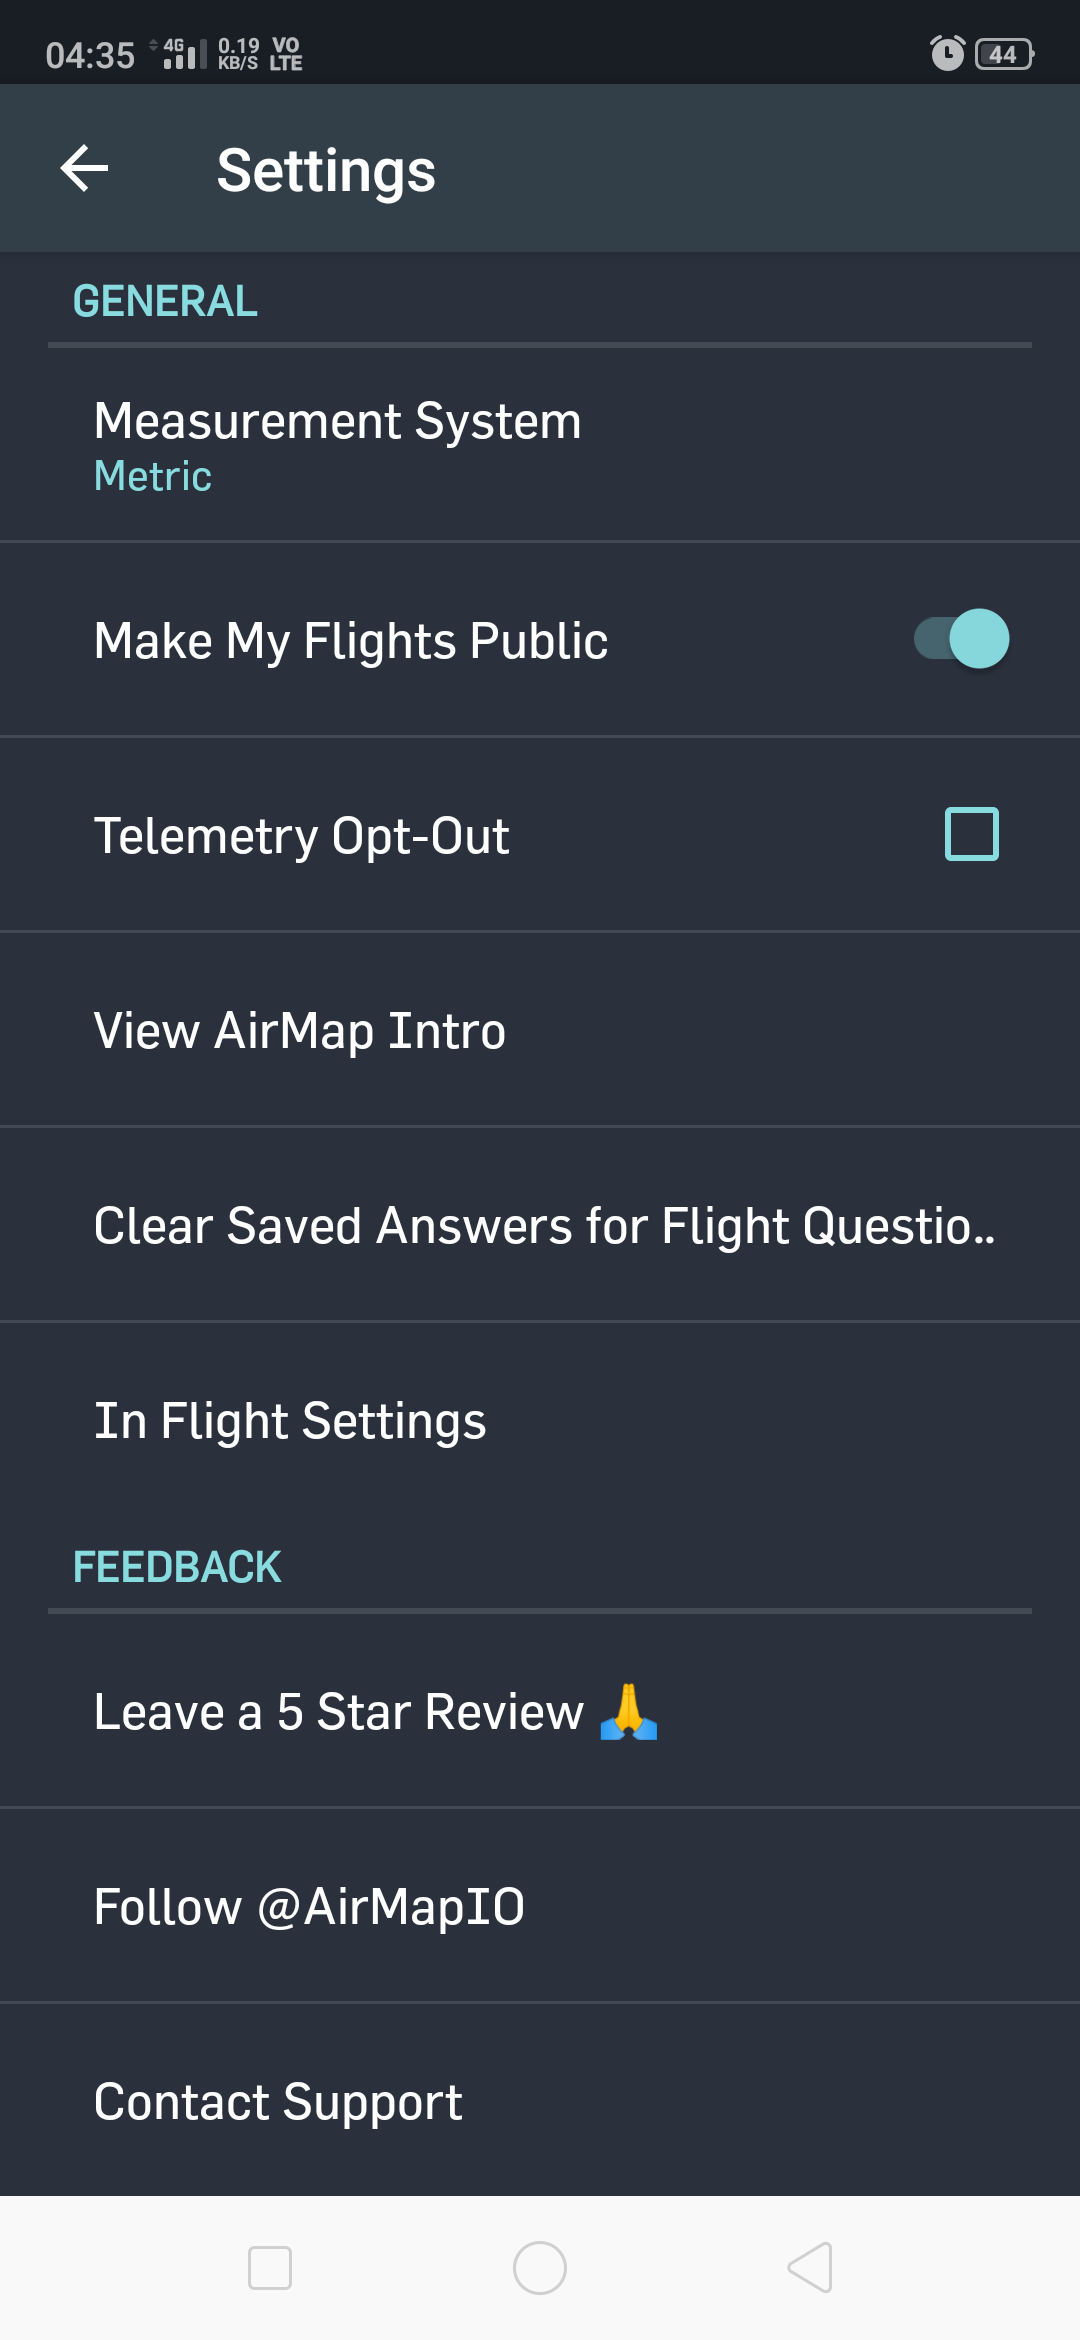 04:35 4G 0.19 KB/S VO LTE 44
Settings
GENERAL
Measurement System
Metric
Make My Flights Public
Telemetry Opt-Out
View AirMap Intro
Clear Saved Answers for Flight Questio..
In Flight Settings
FEEDBACK
Leave a 5 Star Review 🙏
Follow @AirMapIO
Contact Support